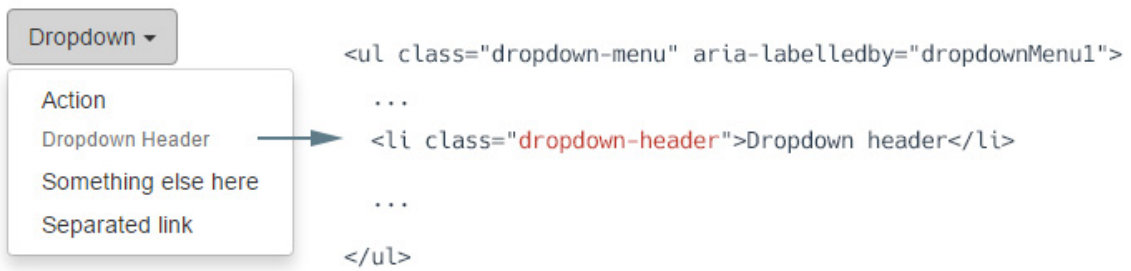 Dropdown
Action
Dropdown Header
Something else here
Separated link
<ul class="dropdown-menu" aria-labelledby="dropdownMenu1">
...
<li class="dropdown-header">Dropdown header</li>
...
</ul>